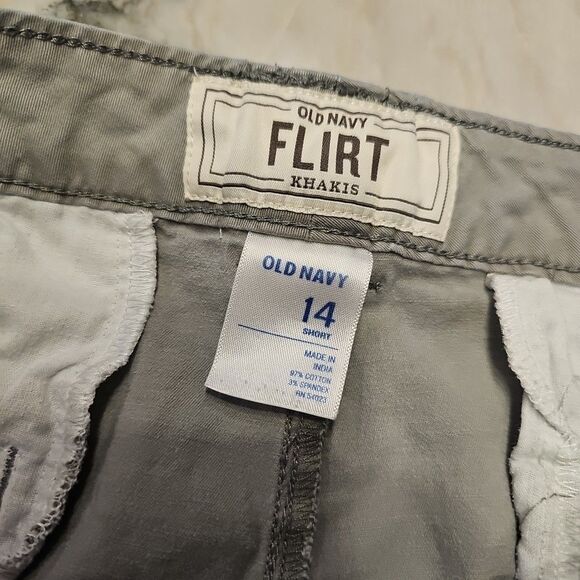 OLD NAVY
FLIRT
KHAKIS
OLD NAVY
14
SHORT
MADE IN
INDIA
97% COTTON
3% SPANDEX
RN 54023